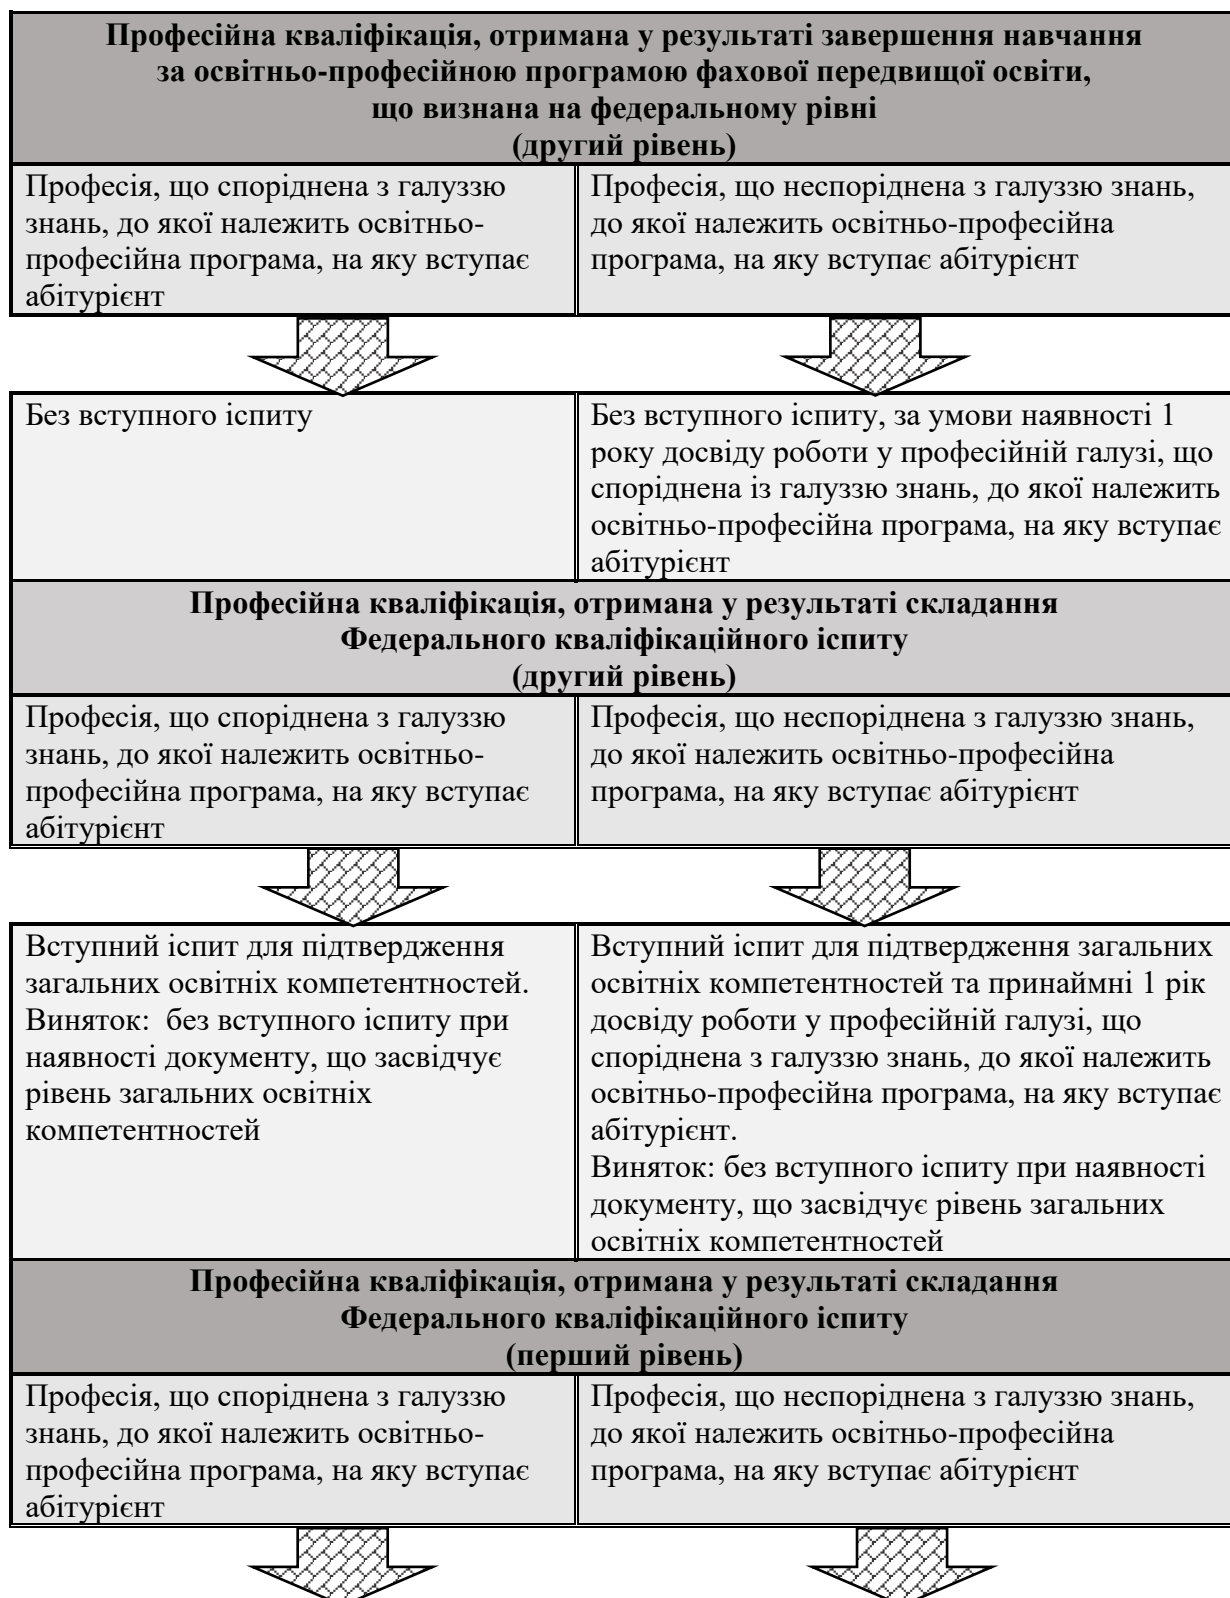 Професійна кваліфікація, отримана у результаті завершення навчання
за освітньо-професійною програмою фахової передвищої освіти,
що визнана на федеральному рівні
(другий рівень)
Професія, що споріднена з галуззю
знань, до якої належить освітньо-
професійна програма, на яку вступає
абітурієнт
Професія, що неспоріднена з галуззю знань,
до якої належить освітньо-професійна
програма, на яку вступає абітурієнт
Без вступного іспиту
Без вступного іспиту, за умови наявності 1
року досвіду роботи у професійній галузі, що
споріднена із галуззю знань, до якої належить
освітньо-професійна програма, на яку вступає
абітурієнт
Професійна кваліфікація, отримана у результаті складання
Федерального кваліфікаційного іспиту
(другий рівень)
Професія, що споріднена з галуззю
знань, до якої належить освітньо-
професійна програма, на яку вступає
абітурієнт
Професія, що неспоріднена з галуззю знань,
до якої належить освітньо-професійна
програма, на яку вступає абітурієнт
Вступний іспит для підтвердження
загальних освітніх компетентностей.
Виняток:  без вступного іспиту при
наявності документу, що засвідчує
рівень загальних освітніх
компетентностей
Вступний іспит для підтвердження загальних
освітніх компетентностей та принаймні 1 рік
досвіду роботи у професійній галузі, що
споріднена з галуззю знань, до якої належить
освітньо-професійна програма, на яку вступає
абітурієнт.
Виняток: без вступного іспиту при наявності
документу, що засвідчує рівень загальних
освітніх компетентностей
Професійна кваліфікація, отримана у результаті складання
Федерального кваліфікаційного іспиту
(перший рівень)
Професія, що споріднена з галуззю
знань, до якої належить освітньо-
професійна програма, на яку вступає
абітурієнт
Професія, що неспоріднена з галуззю знань,
до якої належить освітньо-професійна
програма, на яку вступає абітурієнт